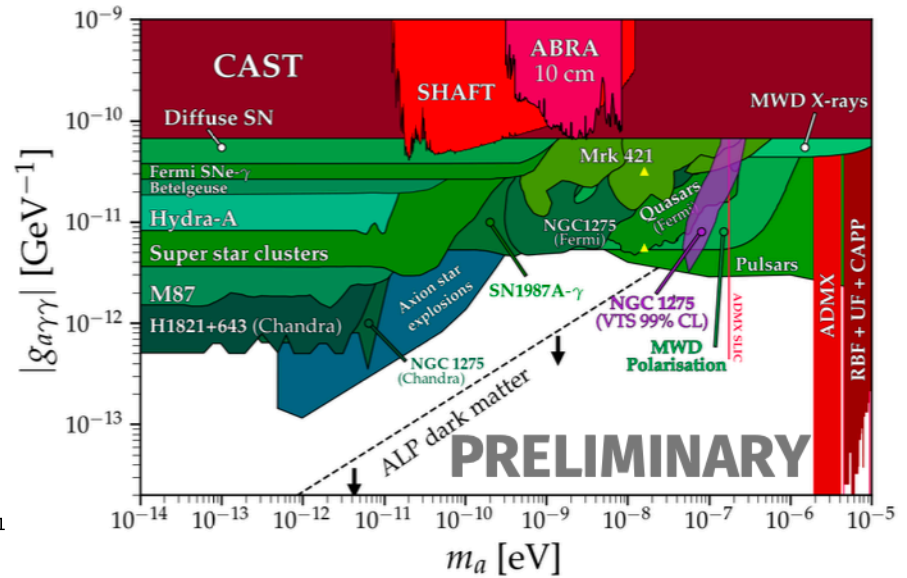 10⁻⁹
CAST
ABRA
10 cm
SHAFT
MWD X-rays
10⁻¹⁰
Diffuse SN
Mrk 421
Fermi SNe-γ
Betelgeuse
Quasars
(Fermi)
10⁻¹¹
Hydra-A
NGC1275
(Fermi)
Super star clusters
Pulsars
SN1987A-γ
M87
Axion star
explosions
NGC 1275
(VTS 99% CL)
ADMX SLIC
ADMX
RBF + UF + CAPP
10⁻¹²
H1821+643 (Chandra)
MWD
Polarisation
NGC 1275
(Chandra)
ALP dark matter
10⁻¹³
PRELIMINARY
|g_aγγ| [GeV⁻¹]
10⁻¹⁴ 10⁻¹³ 10⁻¹² 10⁻¹¹ 10⁻¹⁰ 10⁻⁹ 10⁻⁸ 10⁻⁷ 10⁻⁶ 10⁻⁵
m_a [eV]
1